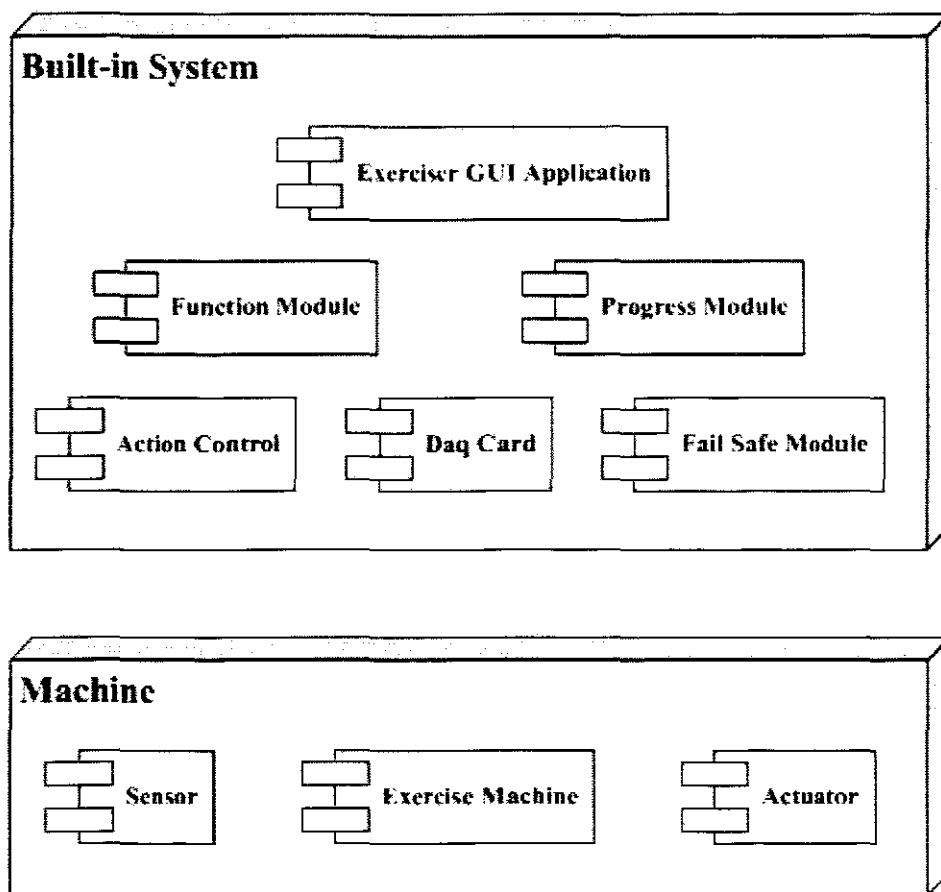 Built-in System
Exerciser GUI Application
Function Module
Progress Module
Action Control
Daq Card
Fail Safe Module
Machine
Sensor
Exercise Machine
Actuator